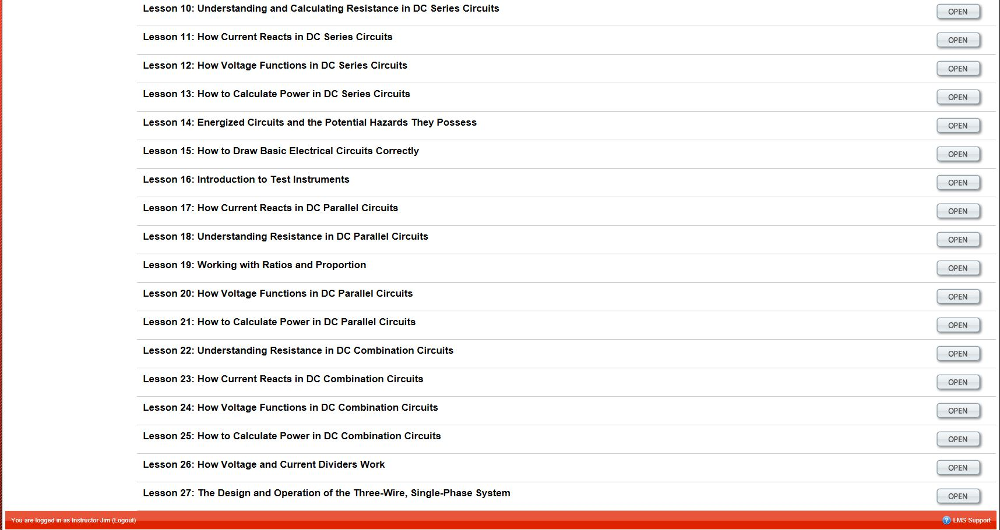 Lesson 10: Understanding and Calculating Resistance in DC Series Circuits OPEN
Lesson 11: How Current Reacts in DC Series Circuits OPEN
Lesson 12: How Voltage Functions in DC Series Circuits OPEN
Lesson 13: How to Calculate Power in DC Series Circuits OPEN
Lesson 14: Energized Circuits and the Potential Hazards They Possess OPEN
Lesson 15: How to Draw Basic Electrical Circuits Correctly OPEN
Lesson 16: Introduction to Test Instruments OPEN
Lesson 17: How Current Reacts in DC Parallel Circuits OPEN
Lesson 18: Understanding Resistance in DC Parallel Circuits OPEN
Lesson 19: Working with Ratios and Proportion OPEN
Lesson 20: How Voltage Functions in DC Parallel Circuits OPEN
Lesson 21: How to Calculate Power in DC Parallel Circuits OPEN
Lesson 22: Understanding Resistance in DC Combination Circuits OPEN
Lesson 23: How Current Reacts in DC Combination Circuits OPEN
Lesson 24: How Voltage Functions in DC Combination Circuits OPEN
Lesson 25: How to Calculate Power in DC Combination Circuits OPEN
Lesson 26: How Voltage and Current Dividers Work OPEN
Lesson 27: The Design and Operation of the Three-Wire, Single-Phase System OPEN
You are logged in as Instructor Jim (Logout) ? LMS Support